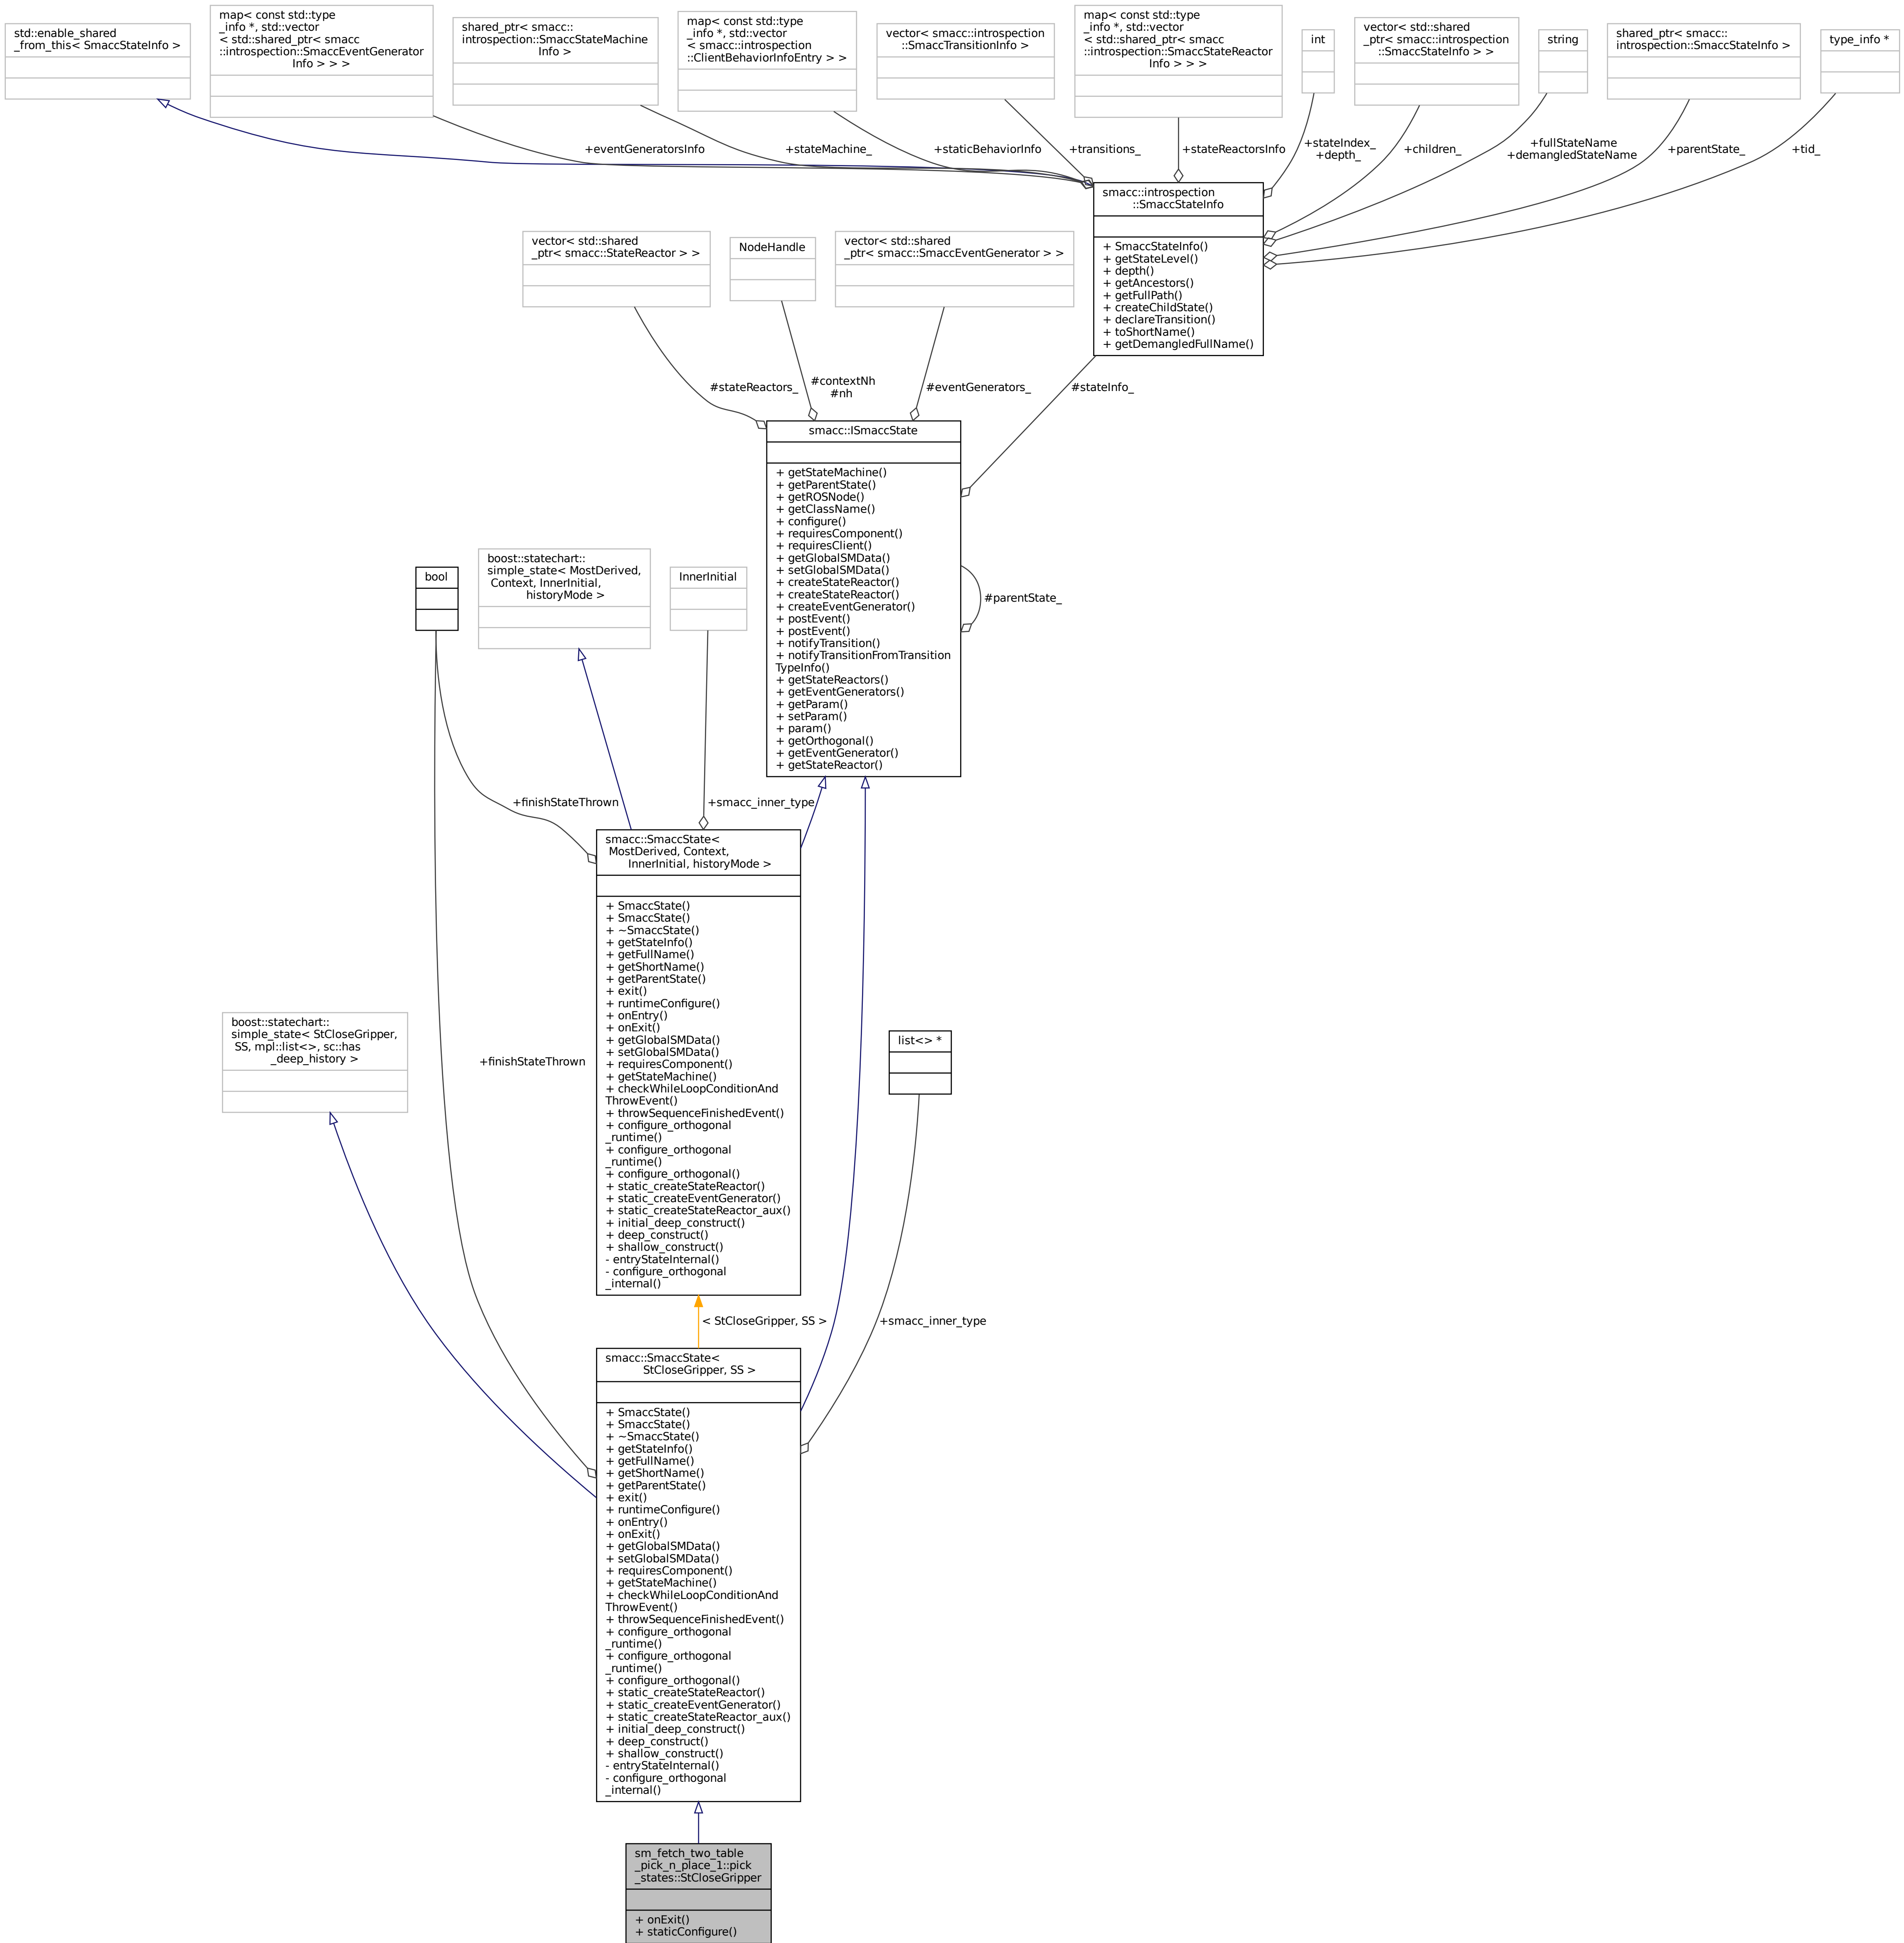 std::enable_shared
_from_this< SmaccStateInfo >
map< const std::type
_info *, std::vector
< std::shared_ptr< smacc
::introspection::SmaccEventGenerator
Info > > >
shared_ptr< smacc::
introspection::SmaccStateMachine
Info >
map< const std::type
_info *, std::vector
< smacc::introspection
::ClientBehaviorInfoEntry > >
vector< smacc::introspection
::SmaccTransitionInfo >
map< const std::type
_info *, std::vector
< std::shared_ptr< smacc
::introspection::SmaccStateReactor
Info > > >
int
vector< std::shared
_ptr< smacc::introspection
::SmaccStateInfo > >
string
shared_ptr< smacc::
introspection::SmaccStateInfo >
type_info *
+eventGeneratorsInfo
+stateMachine_
+staticBehaviorInfo
+transitions_
+stateReactorsInfo
+stateIndex_
+depth_
+children_
+fullStateName
+demangledStateName
+parentState_
+tid_
smacc::introspection
::SmaccStateInfo
+ SmaccStateInfo()
+ getStateLevel()
+ depth()
+ getAncestors()
+ getFullPath()
+ createChildState()
+ declareTransition()
+ toShortName()
+ getDemangledFullName()
vector< std::shared
_ptr< smacc::StateReactor > >
NodeHandle
vector< std::shared
_ptr< smacc::SmaccEventGenerator > >
#stateReactors_
#contextNh
#nh
#eventGenerators_
#stateInfo_
smacc::ISmaccState
+ getStateMachine()
+ getParentState()
+ getROSNode()
+ getClassName()
+ configure()
+ requiresComponent()
+ requiresClient()
+ getGlobalSMData()
+ setGlobalSMData()
+ createStateReactor()
+ createStateReactor()
+ createEventGenerator()
+ postEvent()
+ postEvent()
+ notifyTransition()
+ notifyTransitionFromTransition
TypeInfo()
+ getStateReactors()
+ getEventGenerators()
+ getParam()
+ setParam()
+ param()
+ getOrthogonal()
+ getEventGenerator()
+ getStateReactor()
#parentState_
bool
boost::statechart::
simple_state< MostDerived,
Context, InnerInitial,
historyMode >
InnerInitial
+finishStateThrown
+smacc_inner_type
smacc::SmaccState<
MostDerived, Context,
InnerInitial, historyMode >
+ SmaccState()
+ SmaccState()
+ ~SmaccState()
+ getStateInfo()
+ getFullName()
+ getShortName()
+ getParentState()
+ exit()
+ runtimeConfigure()
+ onEntry()
+ onExit()
+ getGlobalSMData()
+ setGlobalSMData()
+ requiresComponent()
+ getStateMachine()
+ checkWhileLoopConditionAnd
ThrowEvent()
+ throwSequenceFinishedEvent()
+ configure_orthogonal
_runtime()
+ configure_orthogonal
_runtime()
+ configure_orthogonal()
+ static_createStateReactor()
+ static_createEventGenerator()
+ static_createStateReactor_aux()
+ initial_deep_construct()
+ deep_construct()
+ shallow_construct()
- entryStateInternal()
- configure_orthogonal
_internal()
boost::statechart::
simple_state< StCloseGripper,
SS, mpl::list<>, sc::has
_deep_history >
+finishStateThrown
list<> *
< StCloseGripper, SS >
+smacc_inner_type
smacc::SmaccState<
StCloseGripper, SS >
+ SmaccState()
+ SmaccState()
+ ~SmaccState()
+ getStateInfo()
+ getFullName()
+ getShortName()
+ getParentState()
+ exit()
+ runtimeConfigure()
+ onEntry()
+ onExit()
+ getGlobalSMData()
+ setGlobalSMData()
+ requiresComponent()
+ getStateMachine()
+ checkWhileLoopConditionAnd
ThrowEvent()
+ throwSequenceFinishedEvent()
+ configure_orthogonal
_runtime()
+ configure_orthogonal
_runtime()
+ configure_orthogonal()
+ static_createStateReactor()
+ static_createEventGenerator()
+ static_createStateReactor_aux()
+ initial_deep_construct()
+ deep_construct()
+ shallow_construct()
- entryStateInternal()
- configure_orthogonal
_internal()
sm_fetch_two_table
_pick_n_place_1::pick
_states::StCloseGripper
+ onExit()
+ staticConfigure()